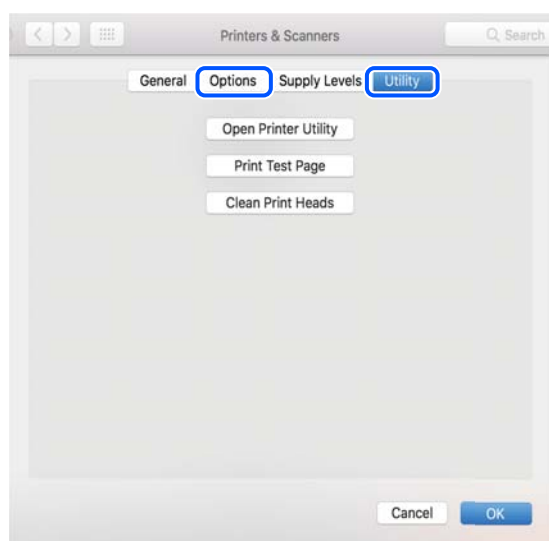 Printers & Scanners Search
General Options Supply Levels Utility
Open Printer Utility
Print Test Page
Clean Print Heads
Cancel OK